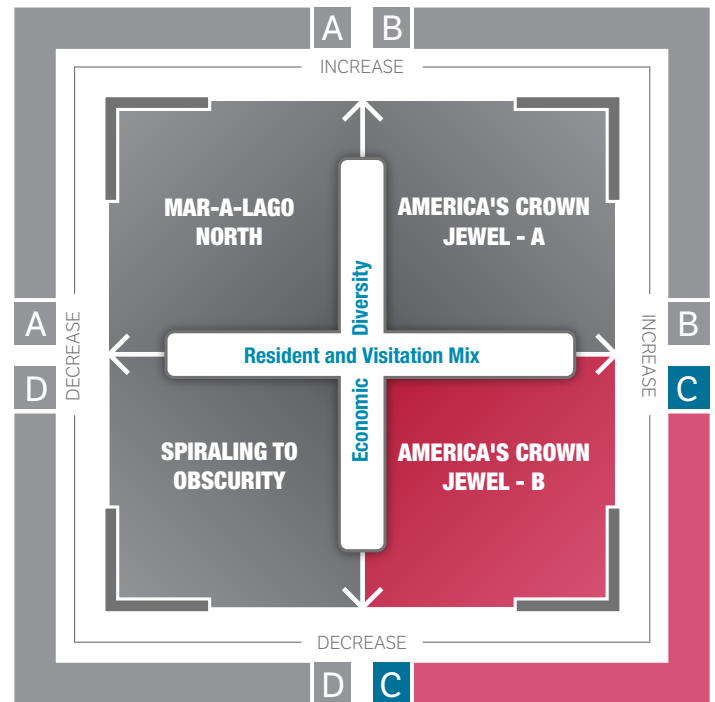 A B
INCREASE
MAR-A-LAGO
NORTH
AMERICA'S CROWN
JEWEL - A
Economic Diversity
A
DECREASE
D
Resident and Visitation Mix
INCREASE
B
C
SPIRALING TO
OBSCURITY
AMERICA'S CROWN
JEWEL - B
DECREASE
D C